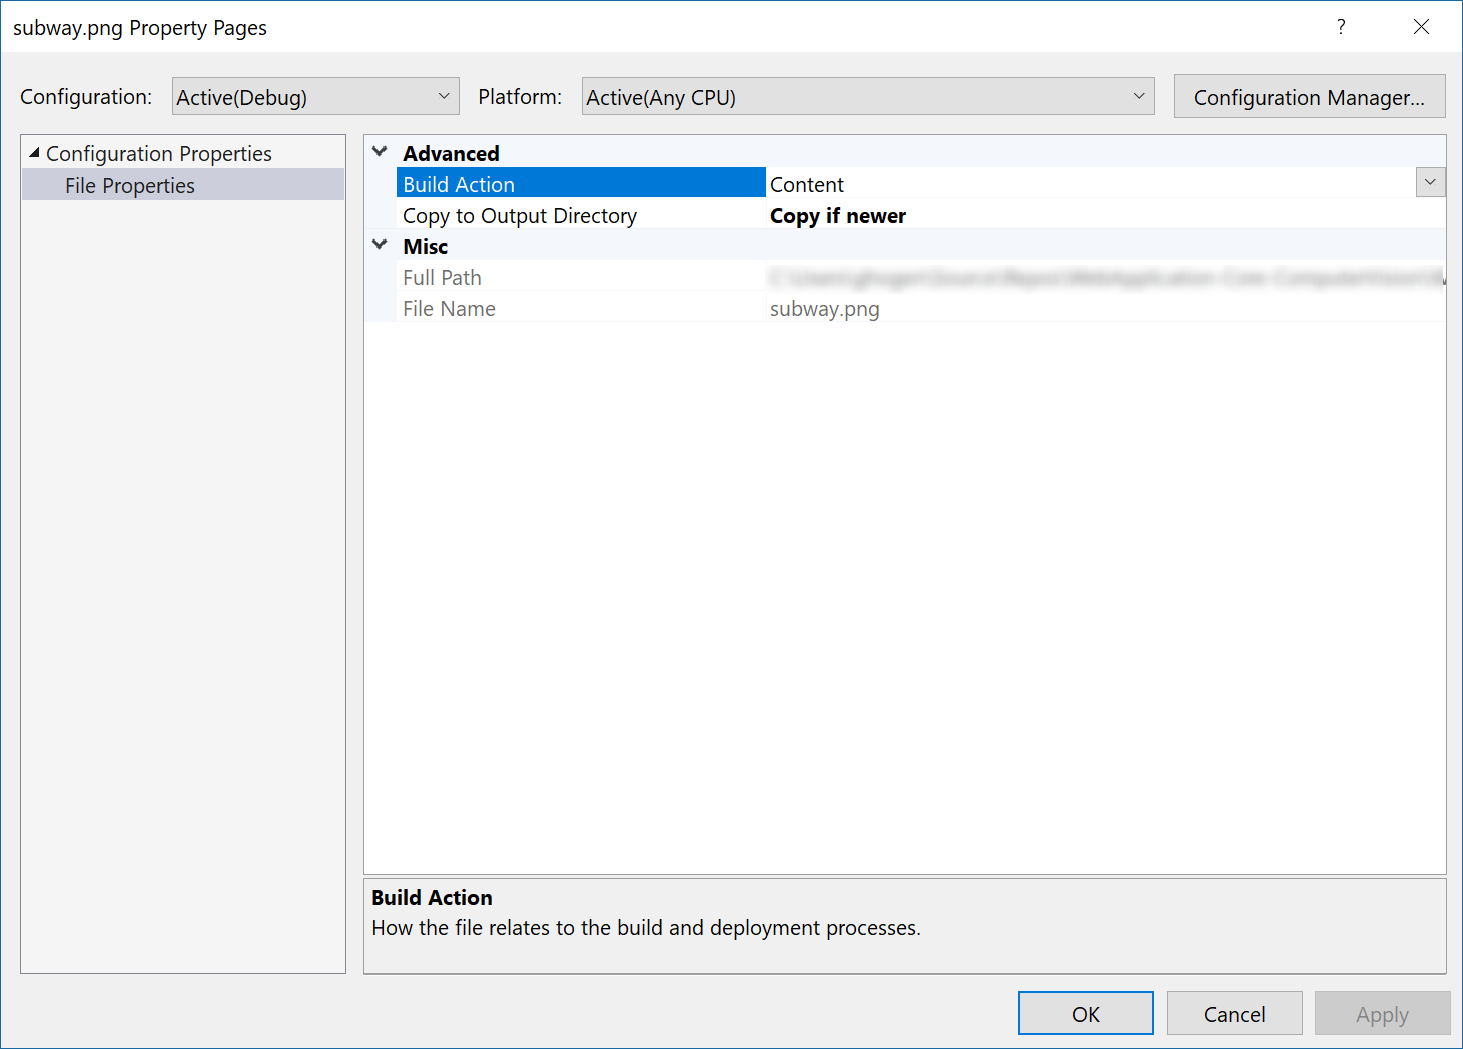 subway.png Property Pages
?
Configuration: Active(Debug) Platform: Active(Any CPU) Configuration Manager...
Configuration Properties
File Properties
Advanced
Build Action Content
Copy to Output Directory Copy if newer
Misc
Full Path
File Name subway.png
Build Action
How the file relates to the build and deployment processes.
OK Cancel Apply